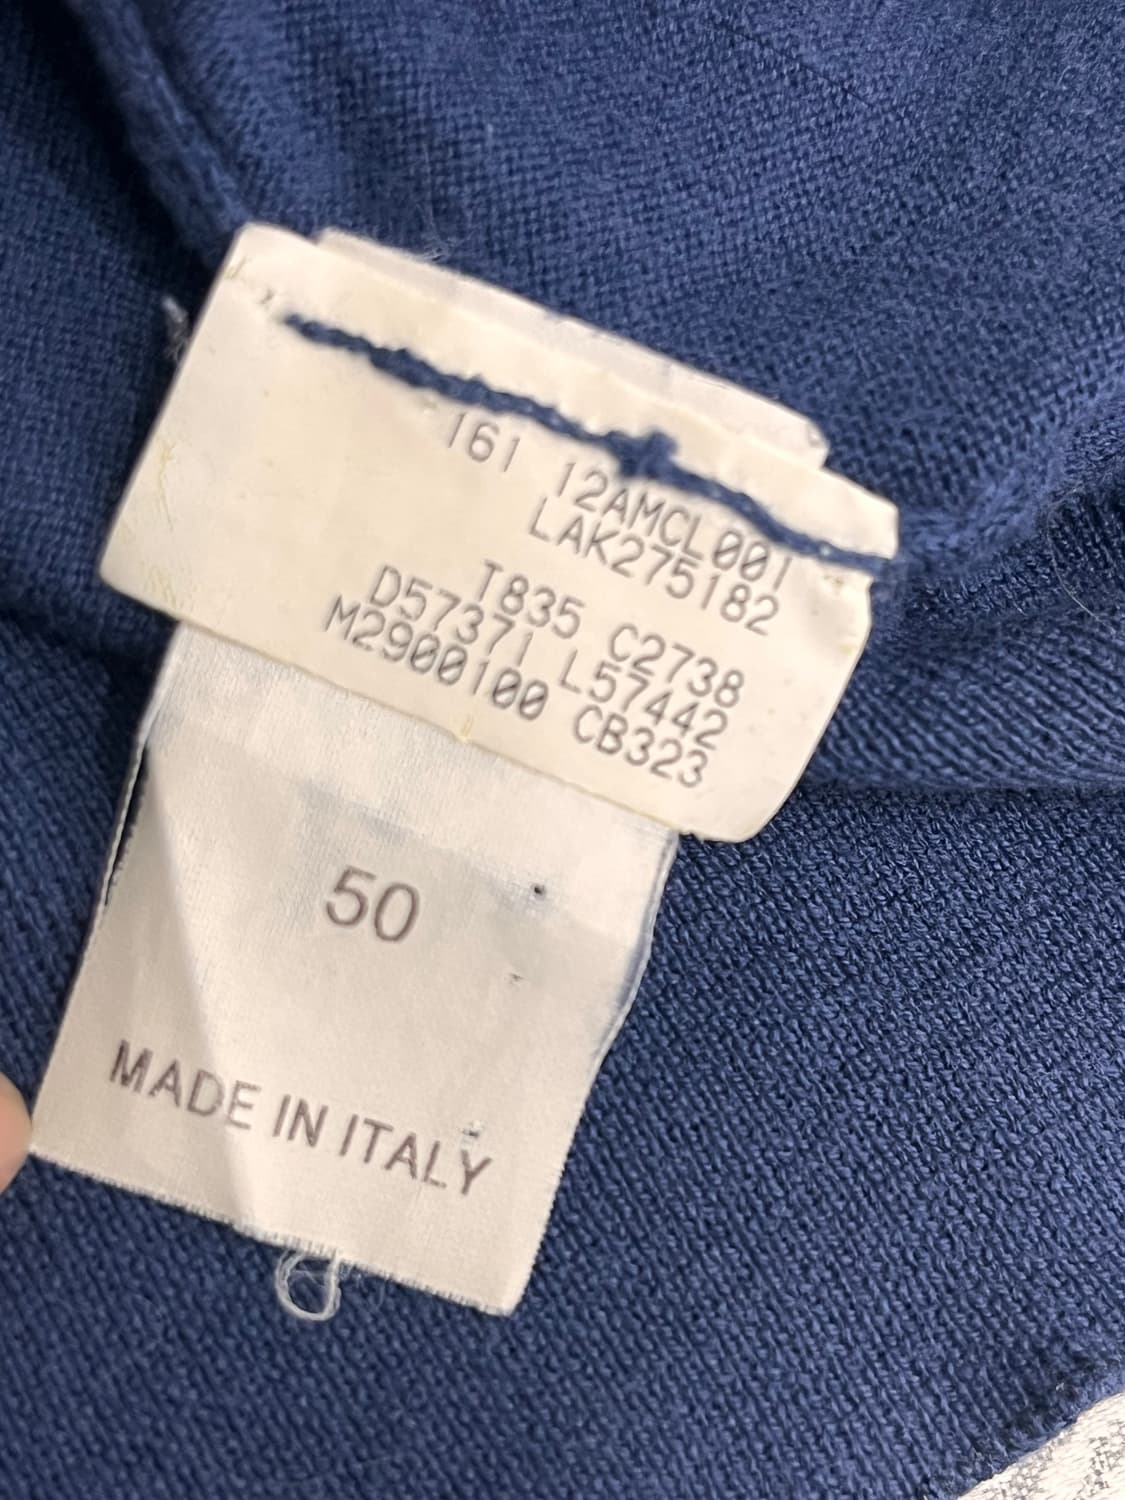 161 12AMCL001
LAK275182
T835 C2738
D57371 L57442
M2900100 CB323
50
MADE IN ITALY